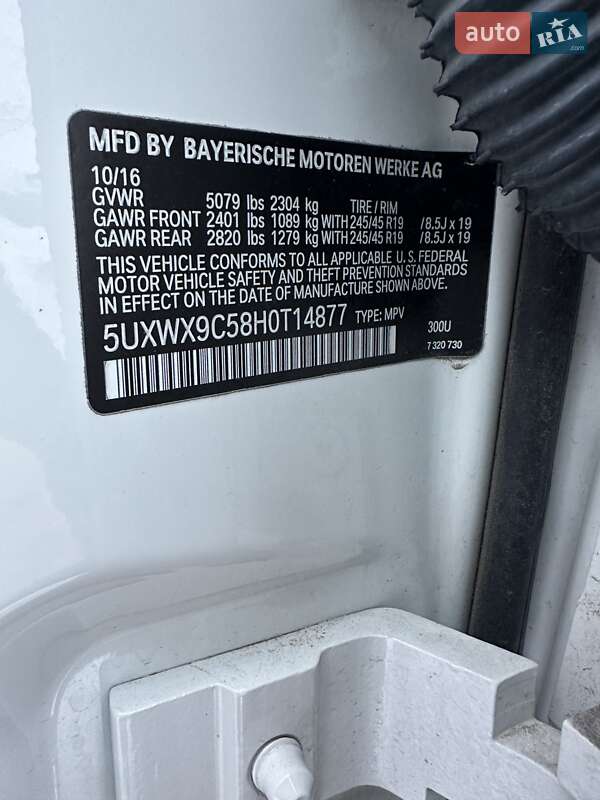 auto RIA .com
MFD BY BAYERISCHE MOTOREN WERKE AG
10/16
GVWR 5079 lbs 2304 kg TIRE / RIM
GAWR FRONT 2401 lbs 1089 kg WITH 245/45 R19 / 8.5J x 19
GAWR REAR 2820 lbs 1279 kg WITH 245/45 R19 / 8.5J x 19
THIS VEHICLE CONFORMS TO ALL APPLICABLE U.S. FEDERAL
MOTOR VEHICLE SAFETY AND THEFT PREVENTION STANDARDS
IN EFFECT ON THE DATE OF MANUFACTURE SHOWN ABOVE.
5UXWX9C58H0T14877 TYPE: MPV 300U
7 320 730